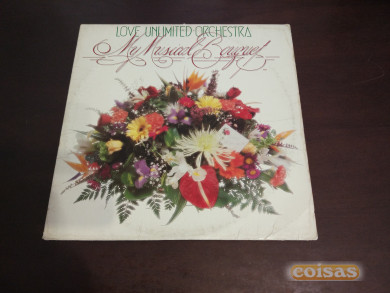 LOVE UNLIMITED ORCHESTRA
My Musical Bouquet
coisas